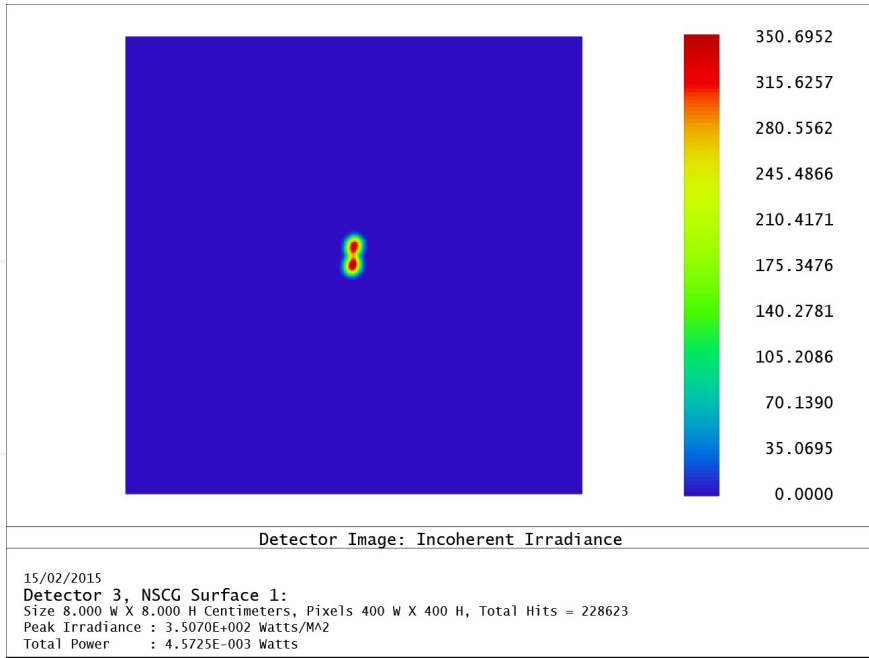 350.6952
315.6257
280.5562
245.4866
210.4171
175.3476
140.2781
105.2086
70.1390
35.0695
0.0000
Detector Image: Incoherent Irradiance
15/02/2015
Detector 3, NSCG Surface 1:
Size 8.000 W X 8.000 H Centimeters, Pixels 400 W X 400 H, Total Hits = 228623
Peak Irradiance : 3.5070E+002 Watts/M^2
Total Power : 4.5725E-003 Watts